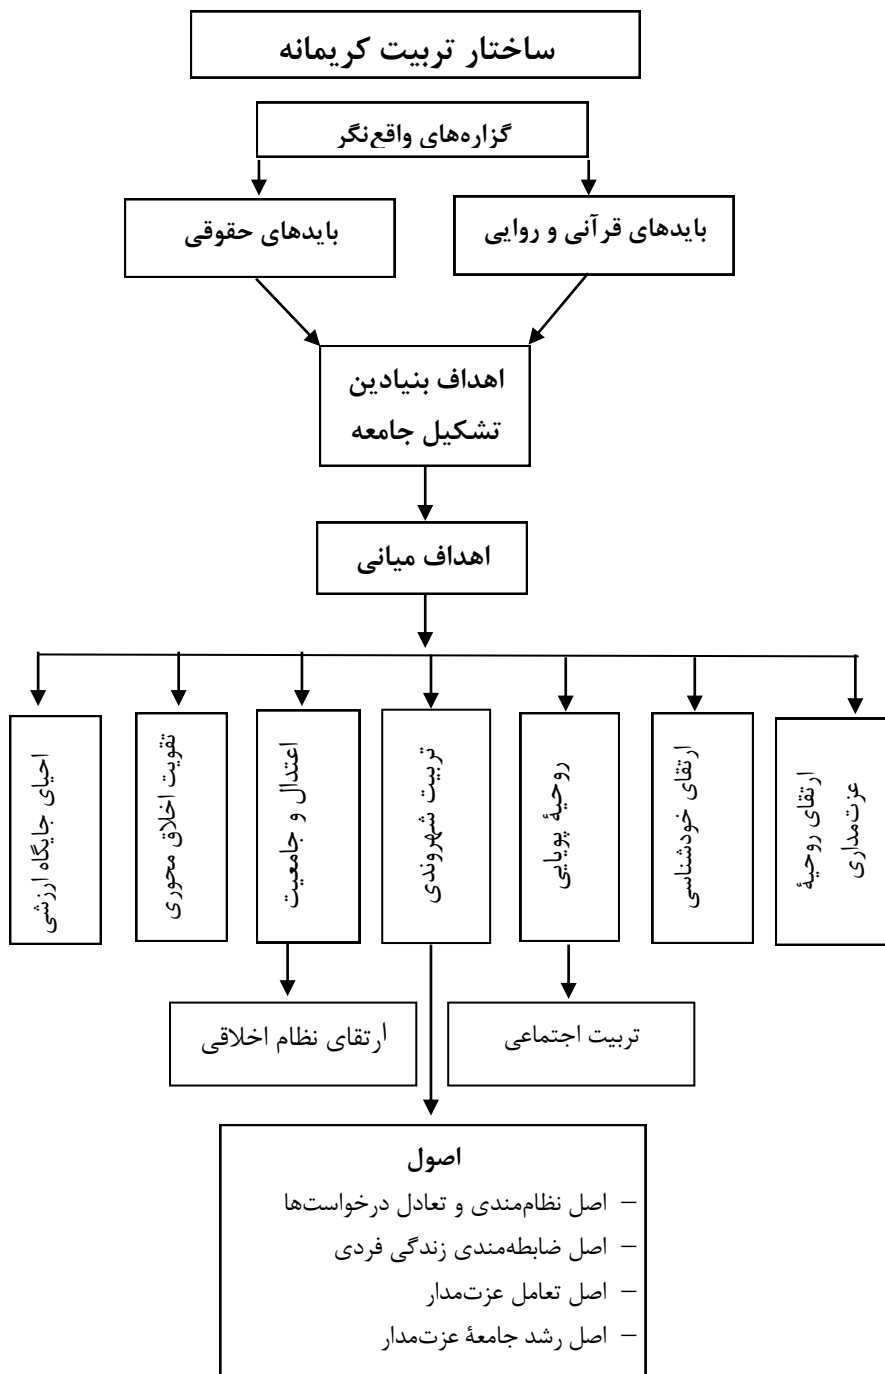 ساختار تربیت کریمانه
گزاره‌های واقع‌نگر
بایدهای قرآنی و روایی
بایدهای حقوقی
اهداف بنیادین
تشکیل جامعه
اهداف میانی
ارتقای روحیهٔ
عزت‌مداری
ارتقای خودشناسی
روحیهٔ پویایی
تربیت شهروندی
اعتدال و جامعیت
تقویت اخلاق محوری
احیای جایگاه ارزشی
تربیت اجتماعی
ارتقای نظام اخلاقی
اصول
– اصل نظام‌مندی و تعادل درخواست‌ها
– اصل ضابطه‌مندی زندگی فردی
– اصل تعامل عزت‌مدار
– اصل رشد جامعهٔ عزت‌مدار